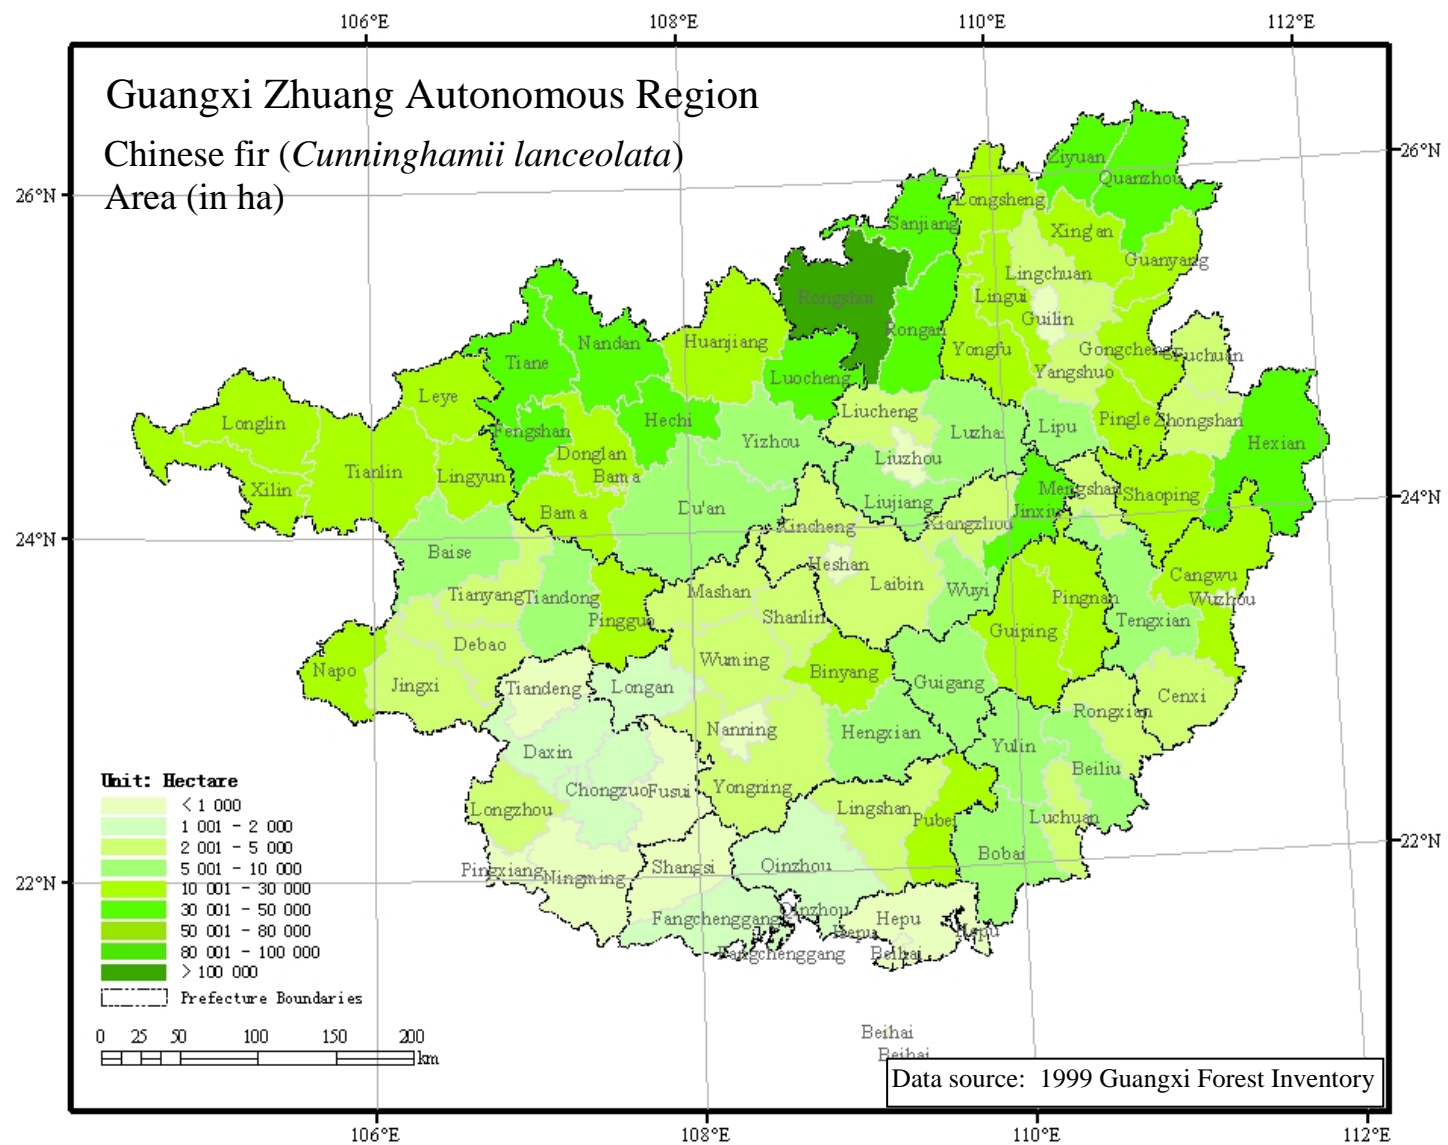 106°E 108°E 110°E 112°E
Guangxi Zhuang Autonomous Region
Chinese fir (Cunninghamii lanceolata)
Area (in ha)
26°N
26°N
Ziyuan
Quanzhou
Longsheng
Sanjiang
Xing'an
Guanyang
Lingchuan
Rongshui
Lingui
Guilin
Rongan
Nandan
Huanjiang
Tiane
Yongfu
Gongcheng
Fuchuan
Yangshuo
Luocheng
Leye
Liucheng
Longlin
Hechi
Fengshan
Yizhou
Luzhai
Lipu
Pingle
Zhongshan
Hexian
Donglan
Liuzhou
Tianlin
Lingyun
Bama
Xilin
Mengshan
Shaoping
24°N
Bama
Du'an
Liujiang
Jinxiu
Xincheng
Xiangzhou
24°N
Baise
Heshan
Laibin
Cangwu
Tianyang
Tiandong
Mashan
Wuyi
Pingnan
Wuzhou
Pingguo
Shanlin
Tengxian
Guiping
Debao
Napo
Wuming
Binyang
Jingxi
Tiandeng
Longan
Guigang
Cenxi
Rongxian
Nanning
Hengxian
Daxin
Yulin
Beiliu
Chongzuo
Fusui
Yongning
Longzhou
Lingshan
Pubei
Luchuan
22°N
Bobai
Pingxiang
Ningming
Shangsi
Qinzhou
22°N
Fangchenggang
Qinzhou
Hepu
Hepu
Hepu
Fangchenggang
Beihai
Beihai
Beihai
Unit: Hectare
< 1 000
1 001 - 2 000
2 001 - 5 000
5 001 - 10 000
10 001 - 30 000
30 001 - 50 000
50 001 - 80 000
80 001 - 100 000
> 100 000
Prefecture Boundaries
0 25 50 100 150 200
km
Data source: 1999 Guangxi Forest Inventory
106°E 108°E 110°E 112°E